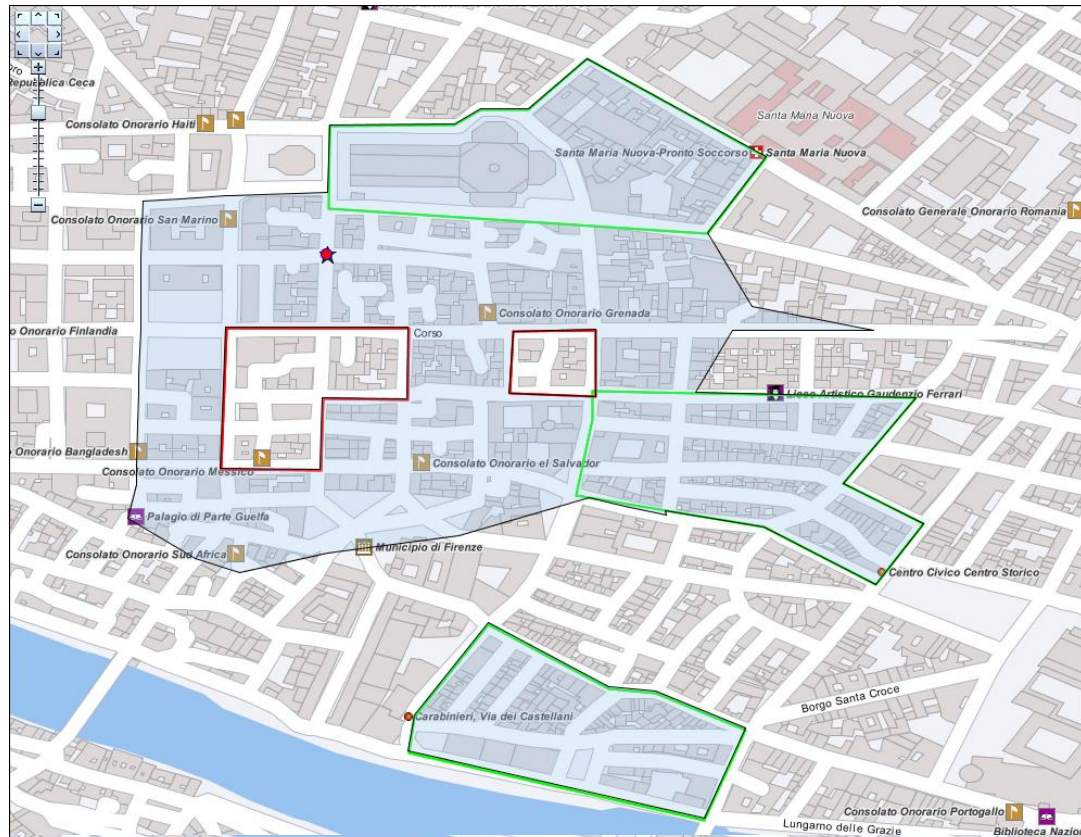 Repubblica Ceca
Consolato Onorario Haiti
Santa Maria Nuova
Santa Maria Nuova-Pronto Soccorso
Santa Maria Nuova
Consolato Onorario San Marino
Consolato Generale Onorario Romania
Consolato Onorario Grenada
o Onorario Finlandia
Corso
Liceo Artistico Gaudenzio Ferrari
o Onorario Bangladesh
Consolato Onorario Messico
Consolato Onorario el Salvador
Palagio di Parte Guelfa
Consolato Onorario Sud Africa
Municipio di Firenze
Centro Civico Centro Storico
Borgo Santa Croce
Carabinieri, Via dei Castellani
Consolato Onorario Portogallo
Lungarno delle Grazie